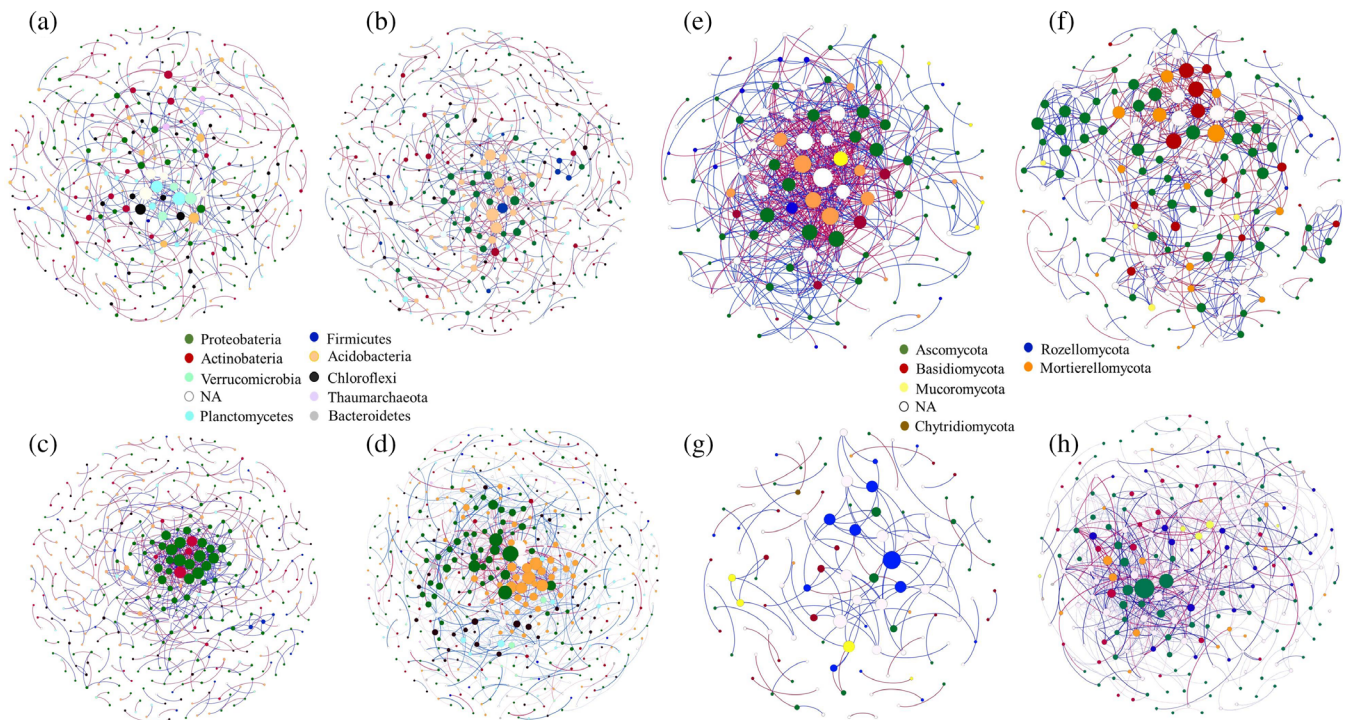 (a)
(b)
(e)
(f)
Proteobateria
Firmicutes
Actinobateria
Acidobacteria
Verrucomicrobia
Chloroflexi
NA
Thaumarchaeota
Planctomycetes
Bacteroidetes
Ascomycota
Rozellomycota
Basidiomycota
Mortierellomycota
Mucoromycota
NA
Chytridiomycota
(c)
(d)
(g)
(h)